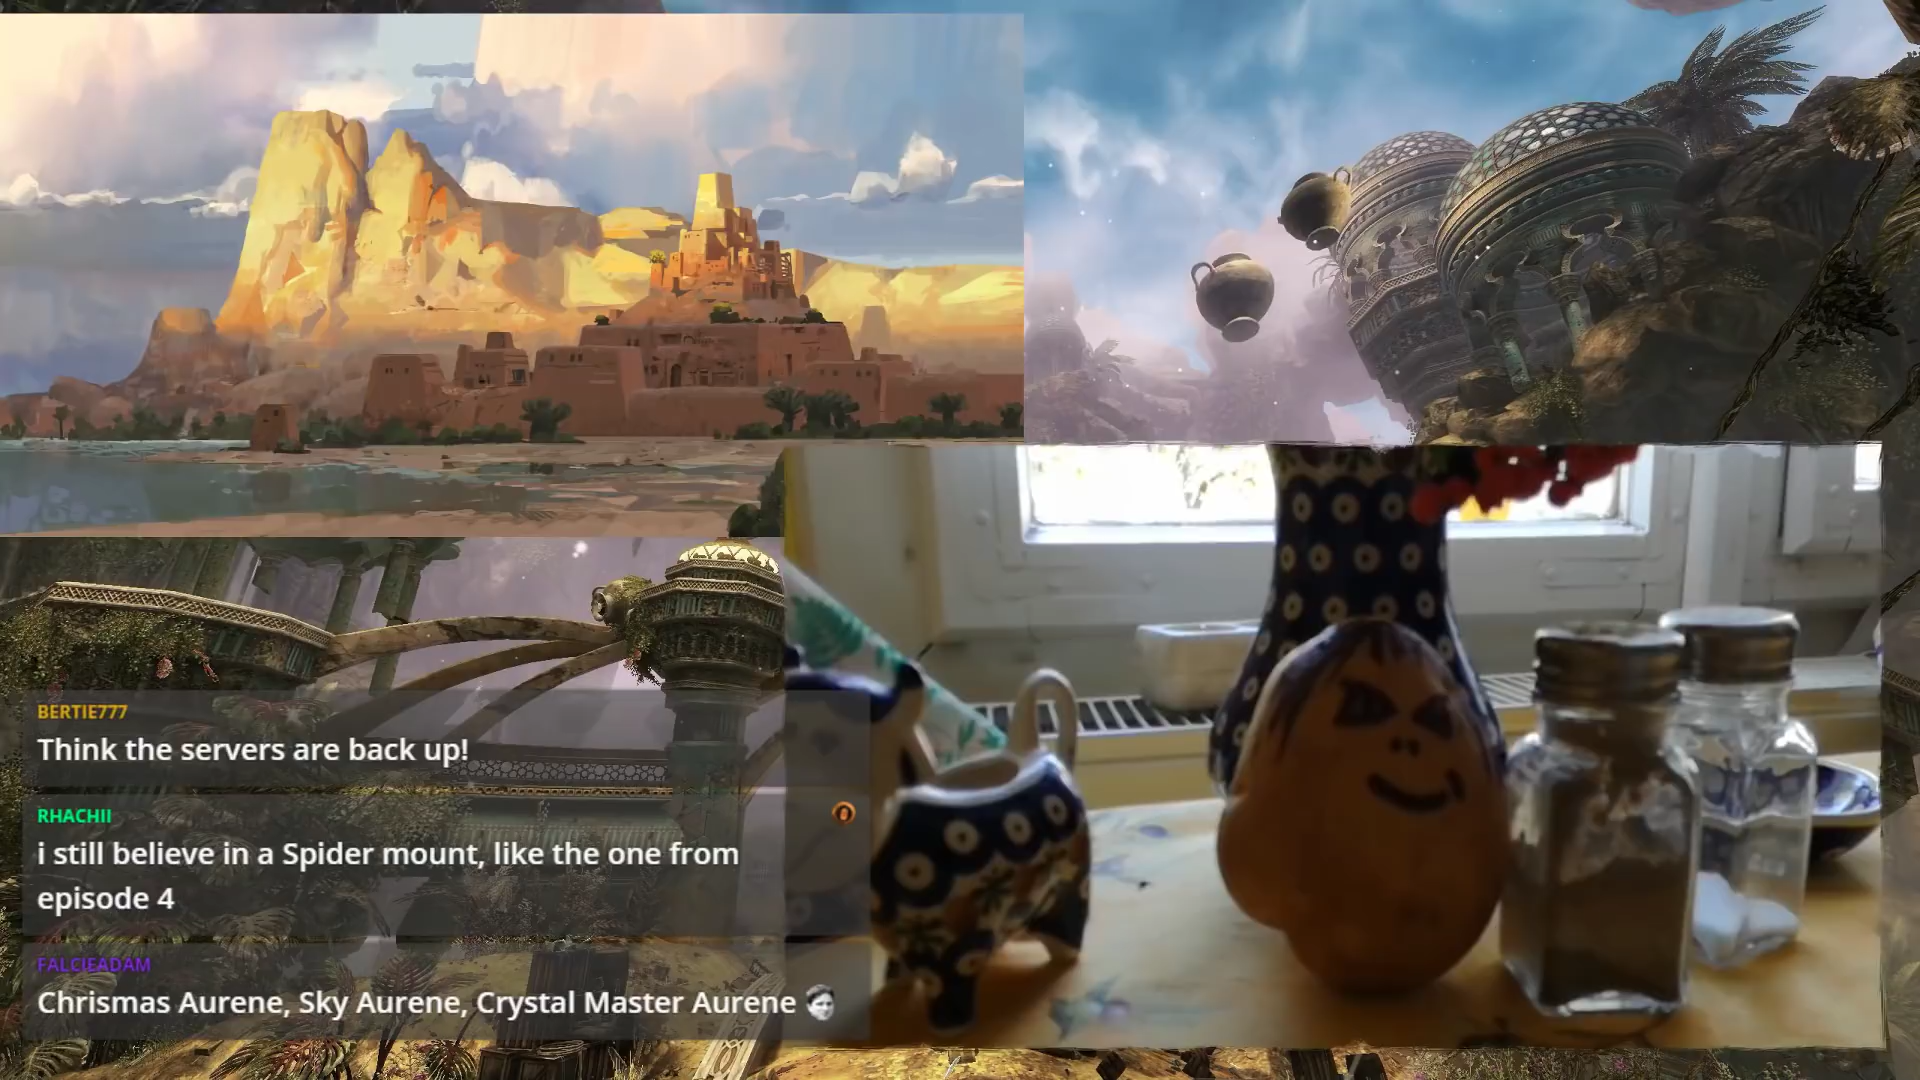 BERTIE777
Think the servers are back up!
RHACHII
i still believe in a Spider mount, like the one from
episode 4
FALCIEADAM
Chrismas Aurene, Sky Aurene, Crystal Master Aurene